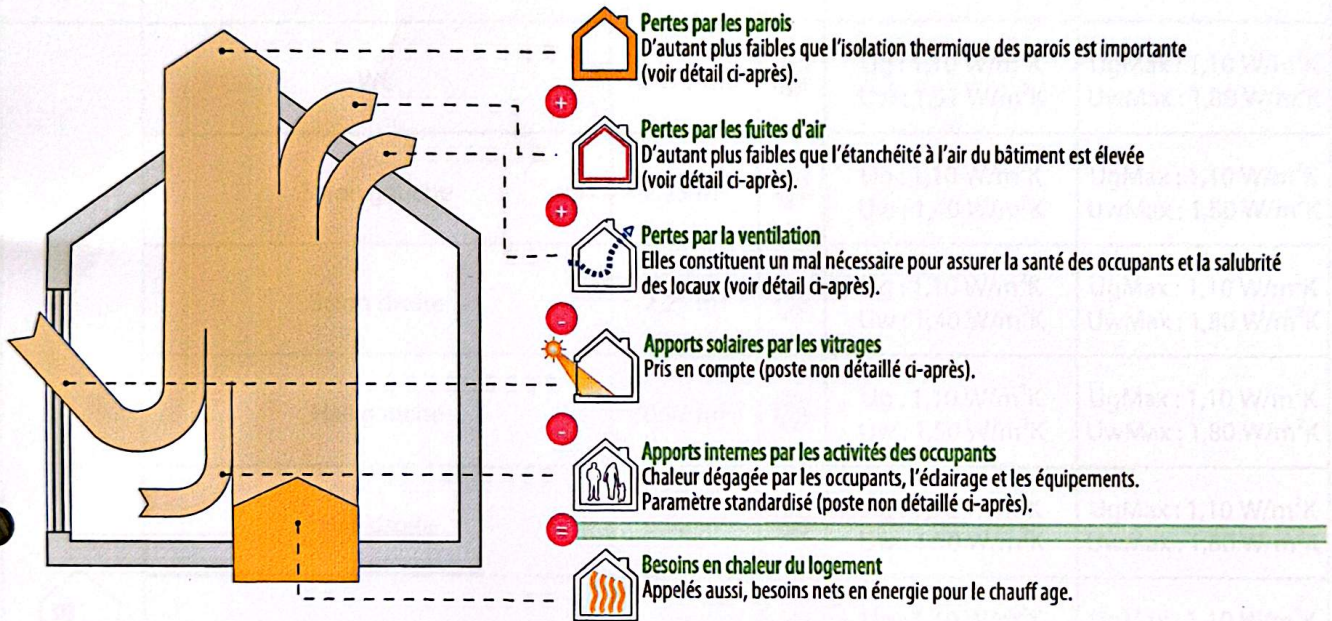 Pertes par les parois
D'autant plus faibles que l'isolation thermique des parois est importante
(voir détail ci-après).
+
Pertes par les fuites d'air
D'autant plus faibles que l'étanchéité à l'air du bâtiment est élevée
(voir détail ci-après).
+
Pertes par la ventilation
Elles constituent un mal nécessaire pour assurer la santé des occupants et la salubrité
des locaux (voir détail ci-après).
-
Apports solaires par les vitrages
Pris en compte (poste non détaillé ci-après).
-
Apports internes par les activités des occupants
Chaleur dégagée par les occupants, l'éclairage et les équipements.
Paramètre standardisé (poste non détaillé ci-après).
=
Besoins en chaleur du logement
Appelés aussi, besoins nets en énergie pour le chauff age.